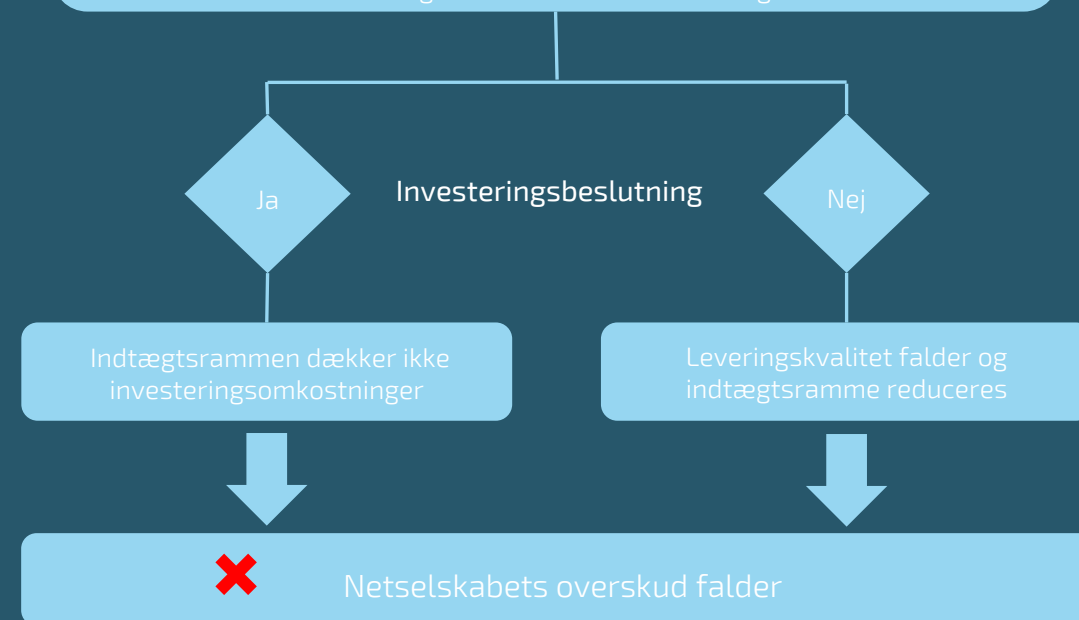 Ja
Investeringsbeslutning
Nej
Indtægtsrammen dækker ikke
investeringsomkostninger
Leveringskvalitet falder og
indtægtsramme reduceres
Netselskabets overskud falder